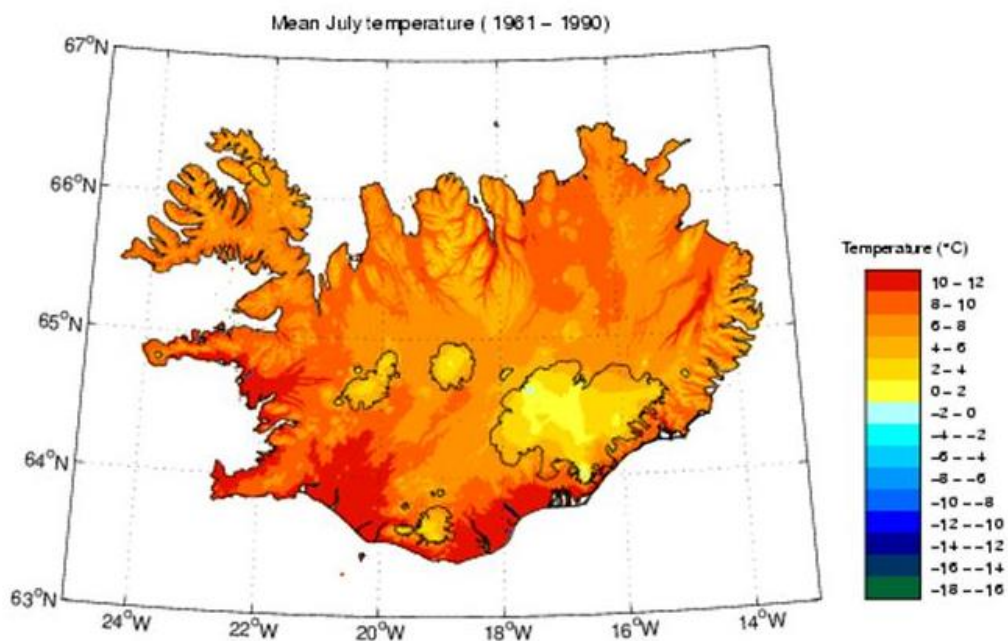 Mean July temperature ( 1961 – 1990)
67°N
66°N
65°N
64°N
63°N
24°W
22°W
20°W
18°W
16°W
14°W
Temperature (°C)
10 – 12
8 – 10
6 – 8
4 – 6
2 – 4
0 – 2
–2 – 0
–4 – –2
–6 – –4
–8 – –6
–10 – –8
–12 – –10
–14 – –12
–16 – –14
–18 – –16